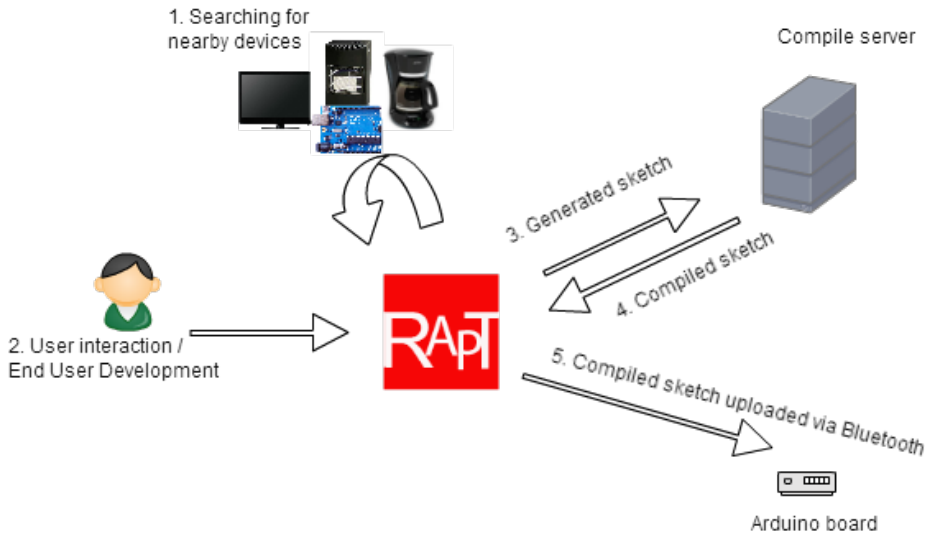 1. Searching for
nearby devices
Compile server
3. Generated sketch
4. Compiled sketch
2. User interaction /
End User Development
RAPT
5. Compiled sketch uploaded via Bluetooth
Arduino board